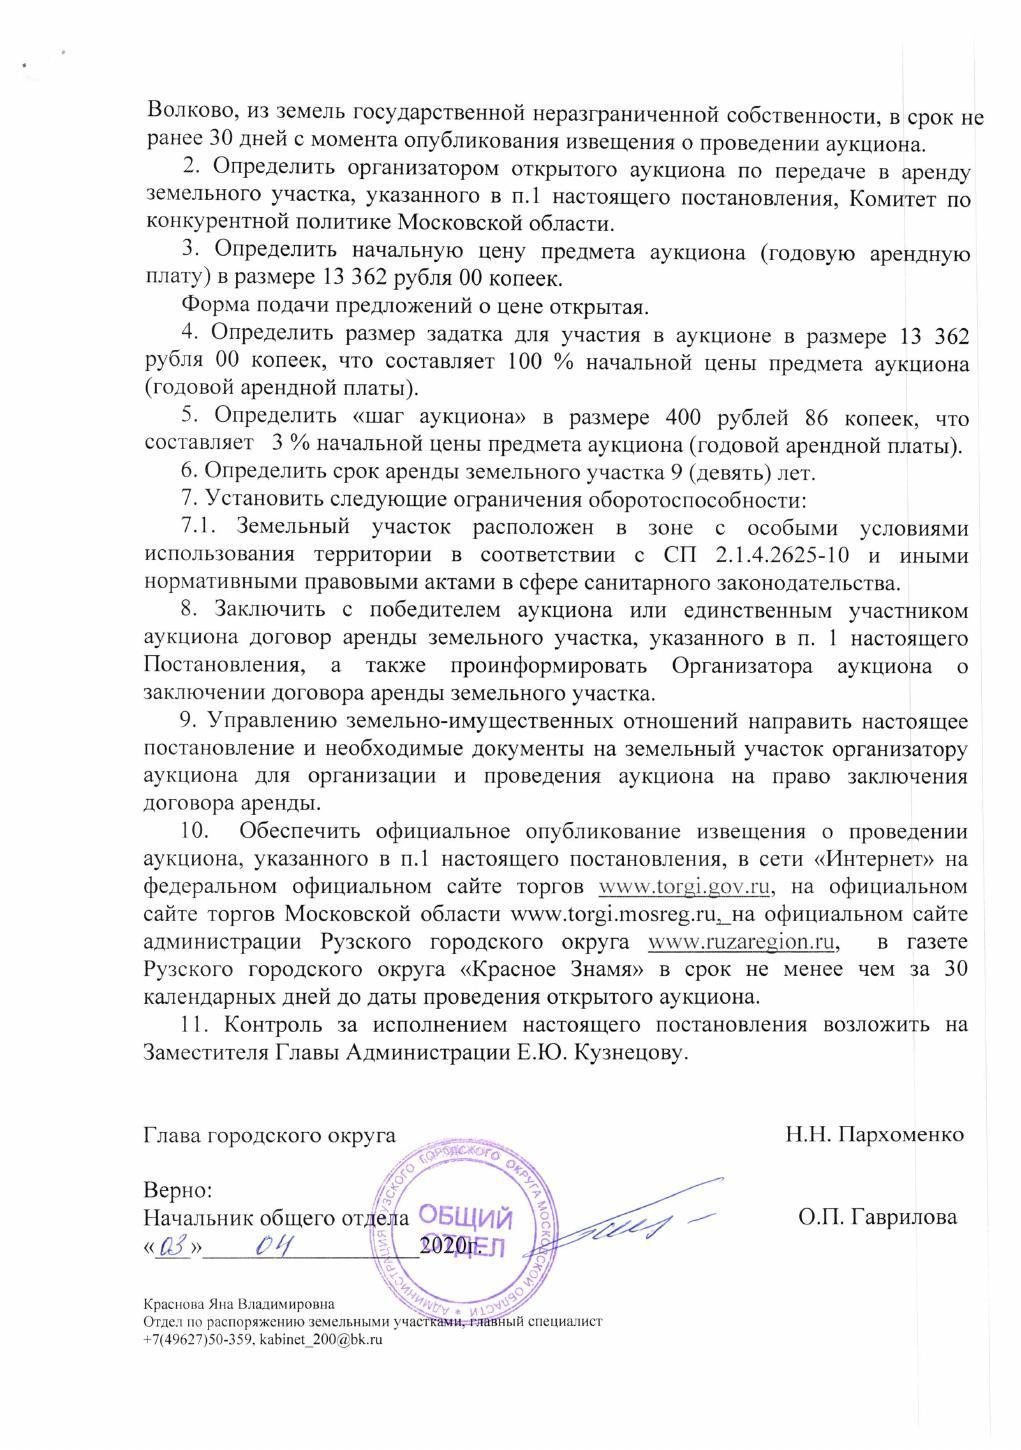 Волково, из земель государственной неразграниченной собственности, в срок не
ранее 30 дней с момента опубликования извещения о проведении аукциона.
2. Определить организатором открытого аукциона по передаче в аренду
земельного участка, указанного в п.1 настоящего постановления, Комитет по
конкурентной политике Московской области.
3. Определить начальную цену предмета аукциона (годовую арендную
плату) в размере 13 362 рубля 00 копеек.
Форма подачи предложений о цене открытая.
4. Определить размер задатка для участия в аукционе в размере 13 362
рубля 00 копеек, что составляет 100 % начальной цены предмета аукциона
(годовой арендной платы).
5. Определить «шаг аукциона» в размере 400 рублей 86 копеек, что
составляет 3 % начальной цены предмета аукциона (годовой арендной платы).
6. Определить срок аренды земельного участка 9 (девять) лет.
7. Установить следующие ограничения оборотоспособности:
7.1. Земельный участок расположен в зоне с особыми условиями
использования территории в соответствии с СП 2.1.4.2625-10 и иными
нормативными правовыми актами в сфере санитарного законодательства.
8. Заключить с победителем аукциона или единственным участником
аукциона договор аренды земельного участка, указанного в п. 1 настоящего
Постановления, а также проинформировать Организатора аукциона о
заключении договора аренды земельного участка.
9. Управлению земельно-имущественных отношений направить настоящее
постановление и необходимые документы на земельный участок организатору
аукциона для организации и проведения аукциона на право заключения
договора аренды.
10. Обеспечить официальное опубликование извещения о проведении
аукциона, указанного в п.1 настоящего постановления, в сети «Интернет» на
федеральном официальном сайте торгов www.torgi.gov.ru, на официальном
сайте торгов Московской области www.torgi.mosreg.ru, на официальном сайте
администрации Рузского городского округа www.ruzaregion.ru, в газете
Рузского городского округа «Красное Знамя» в срок не менее чем за 30
календарных дней до даты проведения открытого аукциона.
11. Контроль за исполнением настоящего постановления возложить на
Заместителя Главы Администрации Е.Ю. Кузнецову.
Глава городского округа Н.Н. Пархоменко
Верно:
Начальник общего отдела О.П. Гаврилова
«03» 04 2020г.
АДМИНИСТРАЦИЯ РУЗСКОГО ГОРОДСКОГО ОКРУГА МОСКОВСКОЙ ОБЛАСТИ *
ОБЩИЙ
ОТДЕЛ
Краснова Яна Владимировна
Отдел по распоряжению земельными участками, главный специалист
+7(49627)50-359, kabinet_200@bk.ru